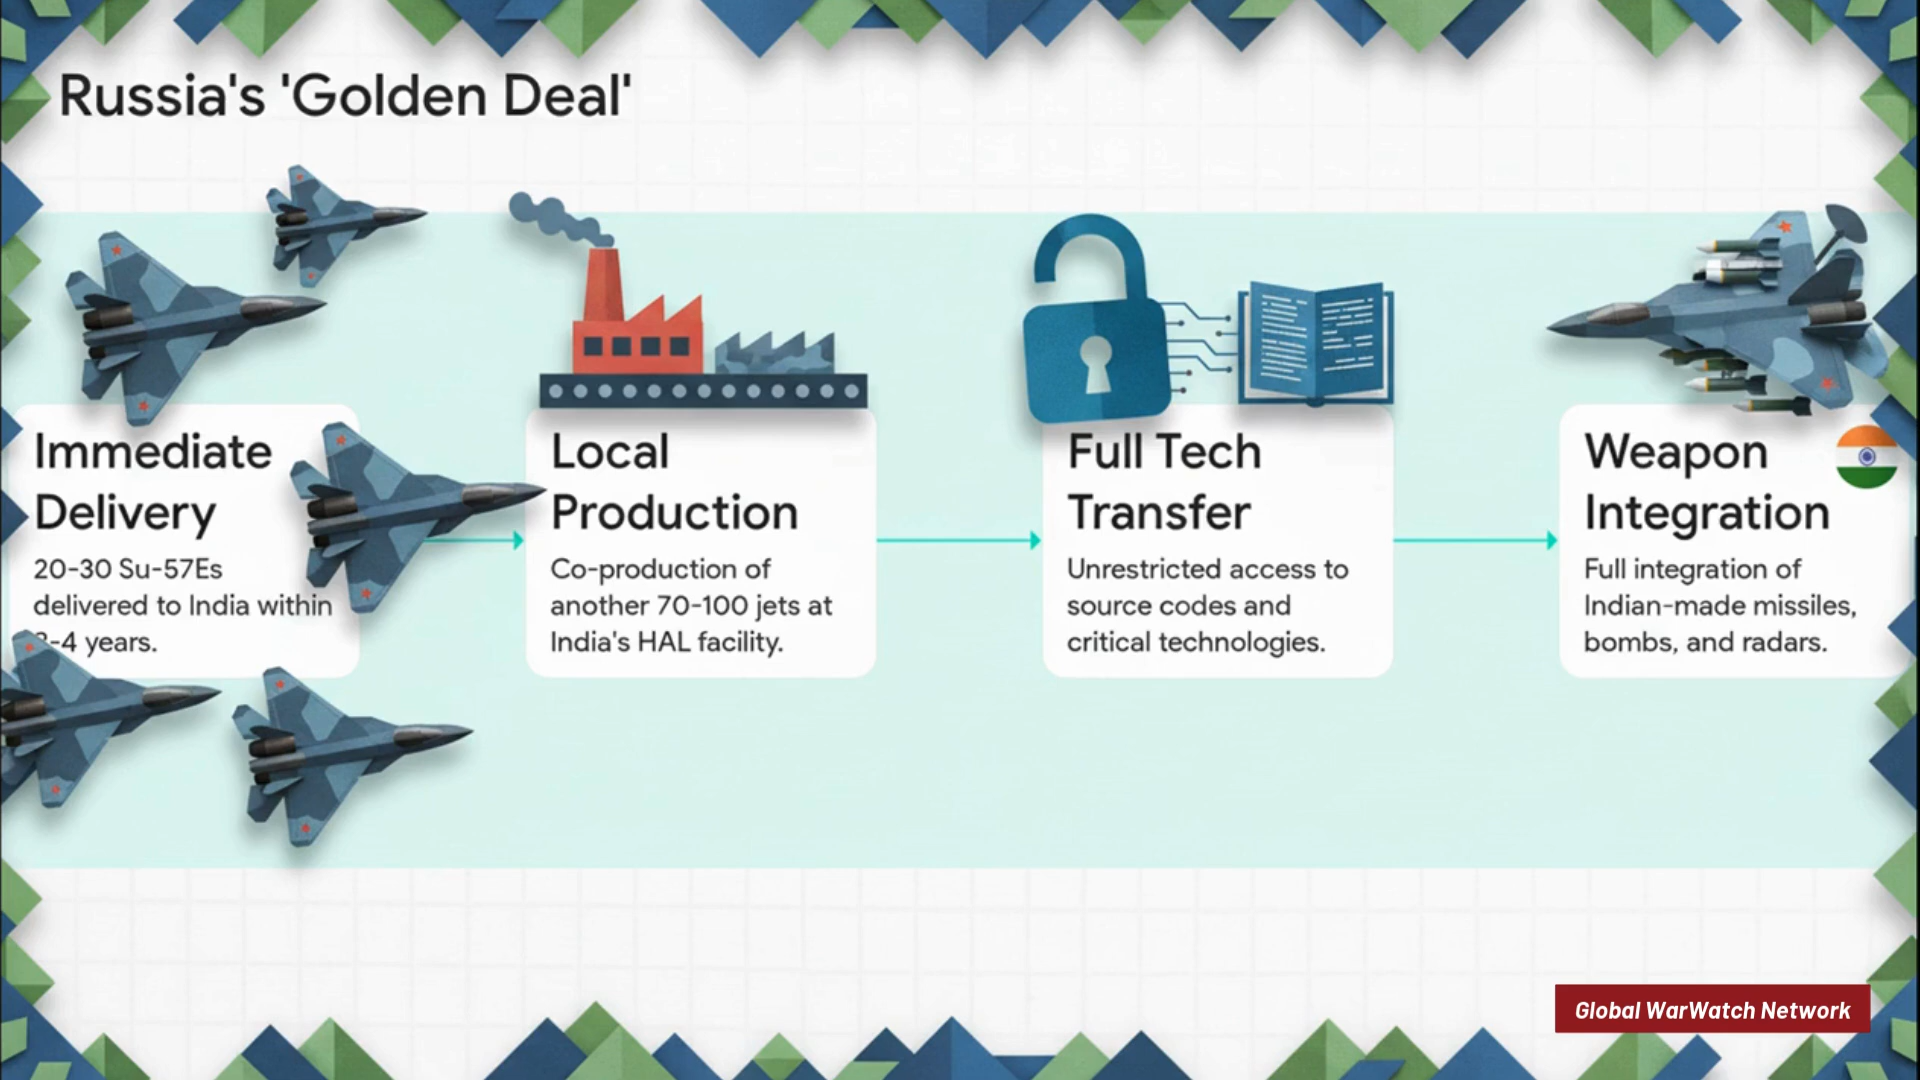 Russia's 'Golden Deal'
Immediate
Delivery
20-30 Su-57Es
delivered to India within
-4 years.
Local
Production
Co-production of
another 70-100 jets at
India's HAL facility.
Full Tech
Transfer
Unrestricted access to
source codes and
critical technologies.
Weapon
Integration
Full integration of
Indian-made missiles,
bombs, and radars.
Global WarWatch Network